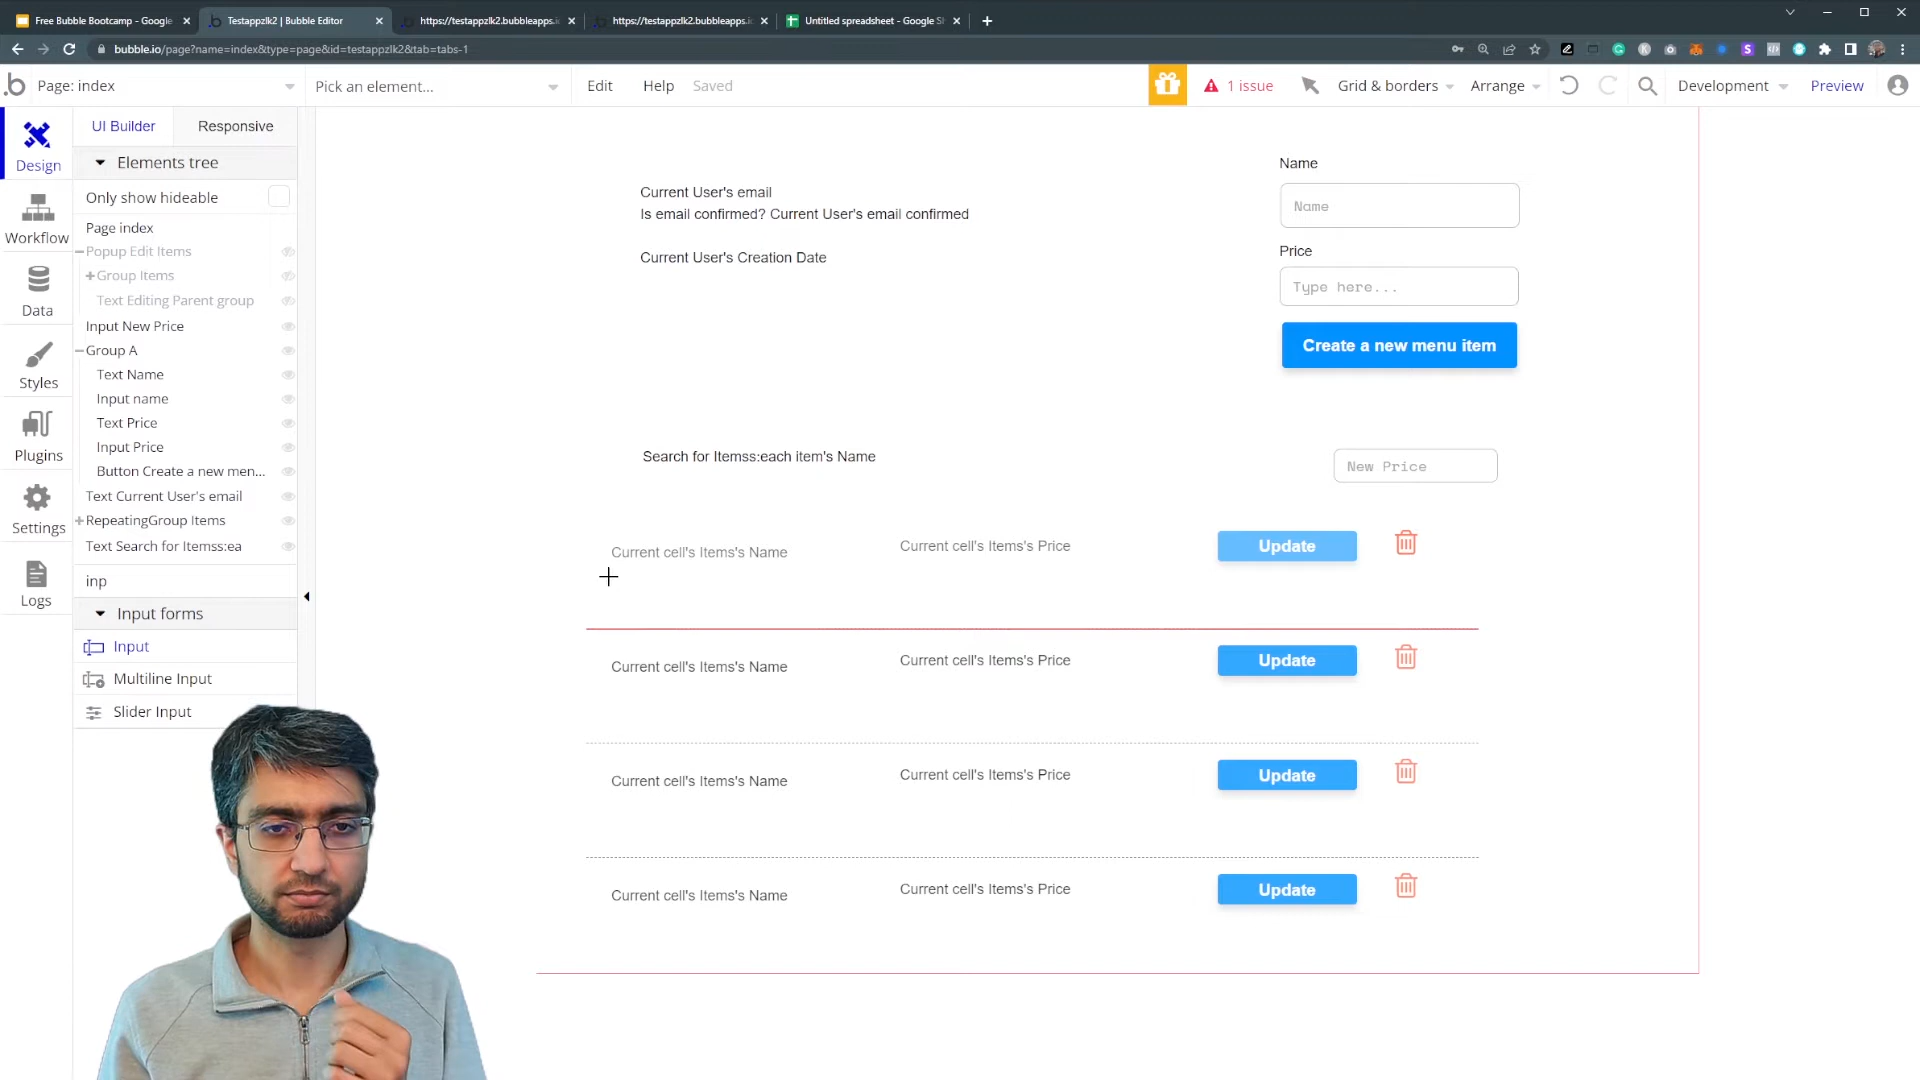 Free Bubble Bootcamp - Google
Testappzlk2 | Bubble Editor
https://testappzlk2.bubbleapps.io
https://testappzlk2.bubbleapps.io
Untitled spreadsheet - Google Sh
bubble.io/page?name=index&type=page&id=testappzlk2&tab=tabs-1
Page: index
Pick an element...
Edit
Help
Saved
1 issue
Grid & borders
Arrange
Development
Preview
Design
Workflow
Data
Styles
Plugins
Settings
Logs
UI Builder
Responsive
Elements tree
Only show hideable
Page index
Popup Edit Items
Group Items
Text Editing Parent group
Input New Price
Group A
Text Name
Input name
Text Price
Input Price
Button Create a new men...
Text Current User's email
RepeatingGroup Items
Text Search for Itemss:ea
inp
Input forms
Input
Multiline Input
Slider Input
Current User's email
Is email confirmed? Current User's email confirmed
Current User's Creation Date
Name
Name
Price
Type here...
Create a new menu item
Search for Itemss:each item's Name
New Price
Current cell's Items's Name
Current cell's Items's Price
Update
Current cell's Items's Name
Current cell's Items's Price
Update
Current cell's Items's Name
Current cell's Items's Price
Update
Current cell's Items's Name
Current cell's Items's Price
Update